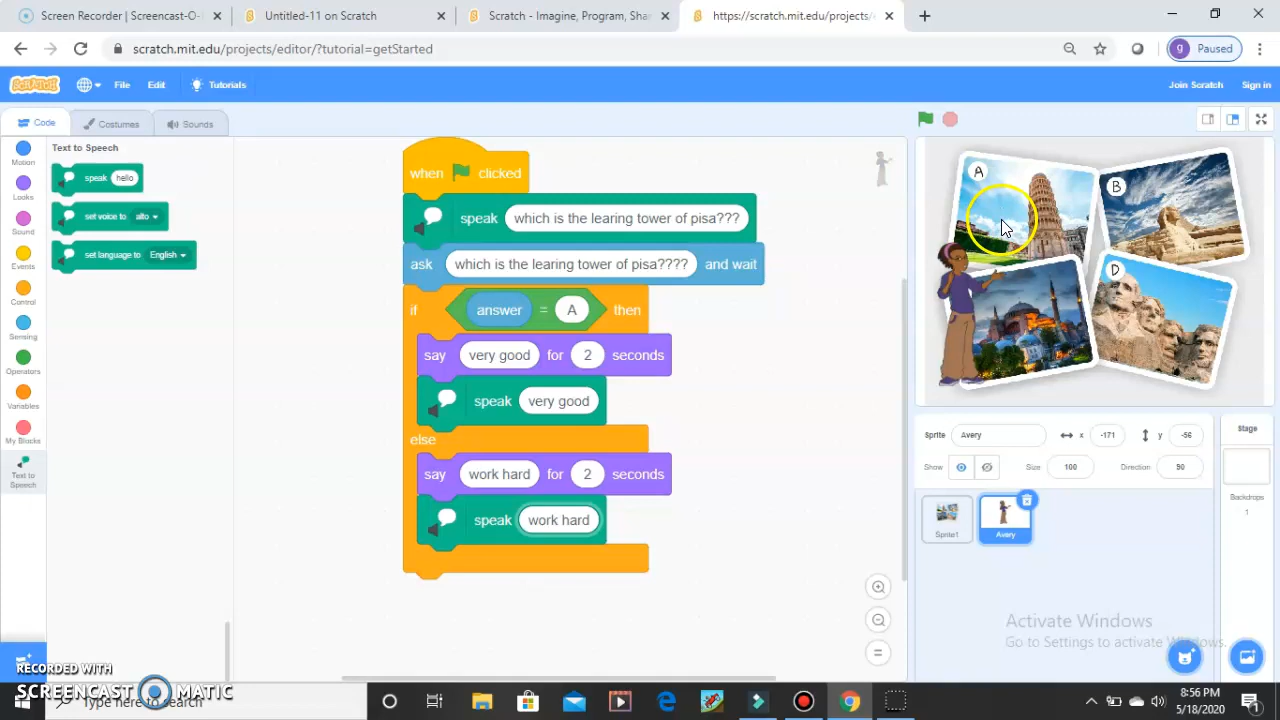 Screen Recorder | Screencast-O-
Untitled-11 on Scratch
Scratch - Imagine, Program, Shar
https://scratch.mit.edu/projects/
scratch.mit.edu/projects/editor/?tutorial=getStarted
g Paused
SCRATCH
File
Edit
Tutorials
Join Scratch
Sign in
Code
Costumes
Sounds
Motion
Looks
Sound
Events
Control
Sensing
Operators
Variables
My Blocks
Text to
Speech
Text to Speech
speak hello
set voice to alto
set language to English
when clicked
speak which is the learing tower of pisa???
ask which is the learing tower of pisa???? and wait
if answer = A then
say very good for 2 seconds
speak very good
else
say work hard for 2 seconds
speak work hard
A
B
D
Sprite Avery x -171 y -56
Show Size 100 Direction 90
Sprite1
Avery
Stage
Backdrops
1
Activate Windows
Go to Settings to activate Windows.
RECORDED WITH
SCREENCAST MATIC
Type here to search
8:56 PM
5/18/2020